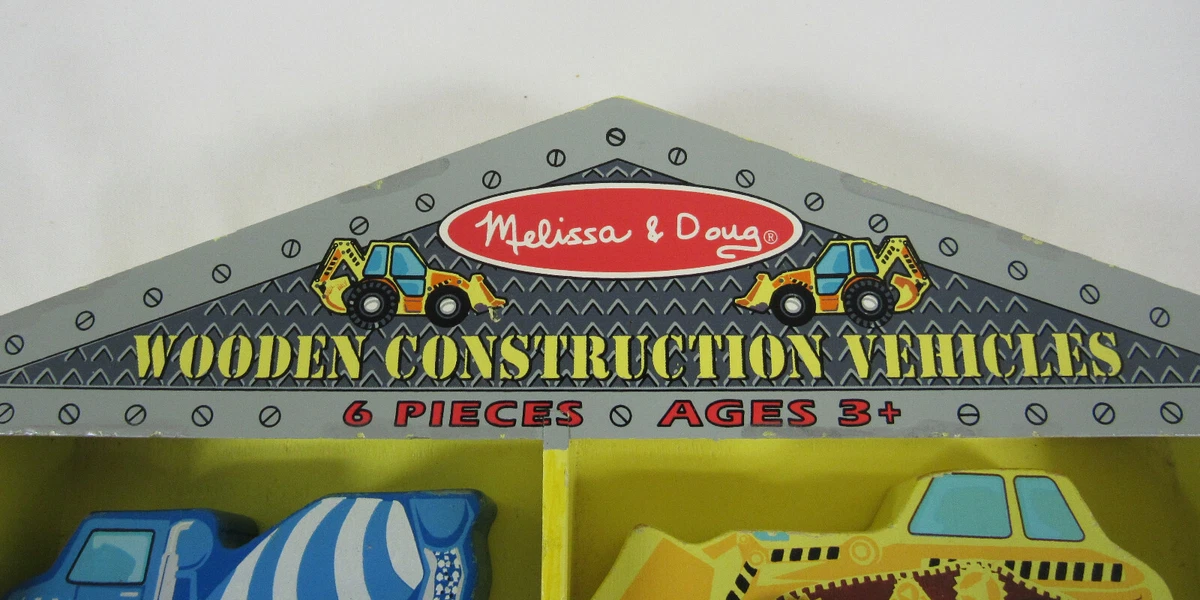 Melissa & Doug®
WOODEN CONSTRUCTION VEHICLES
6 PIECES AGES 3+